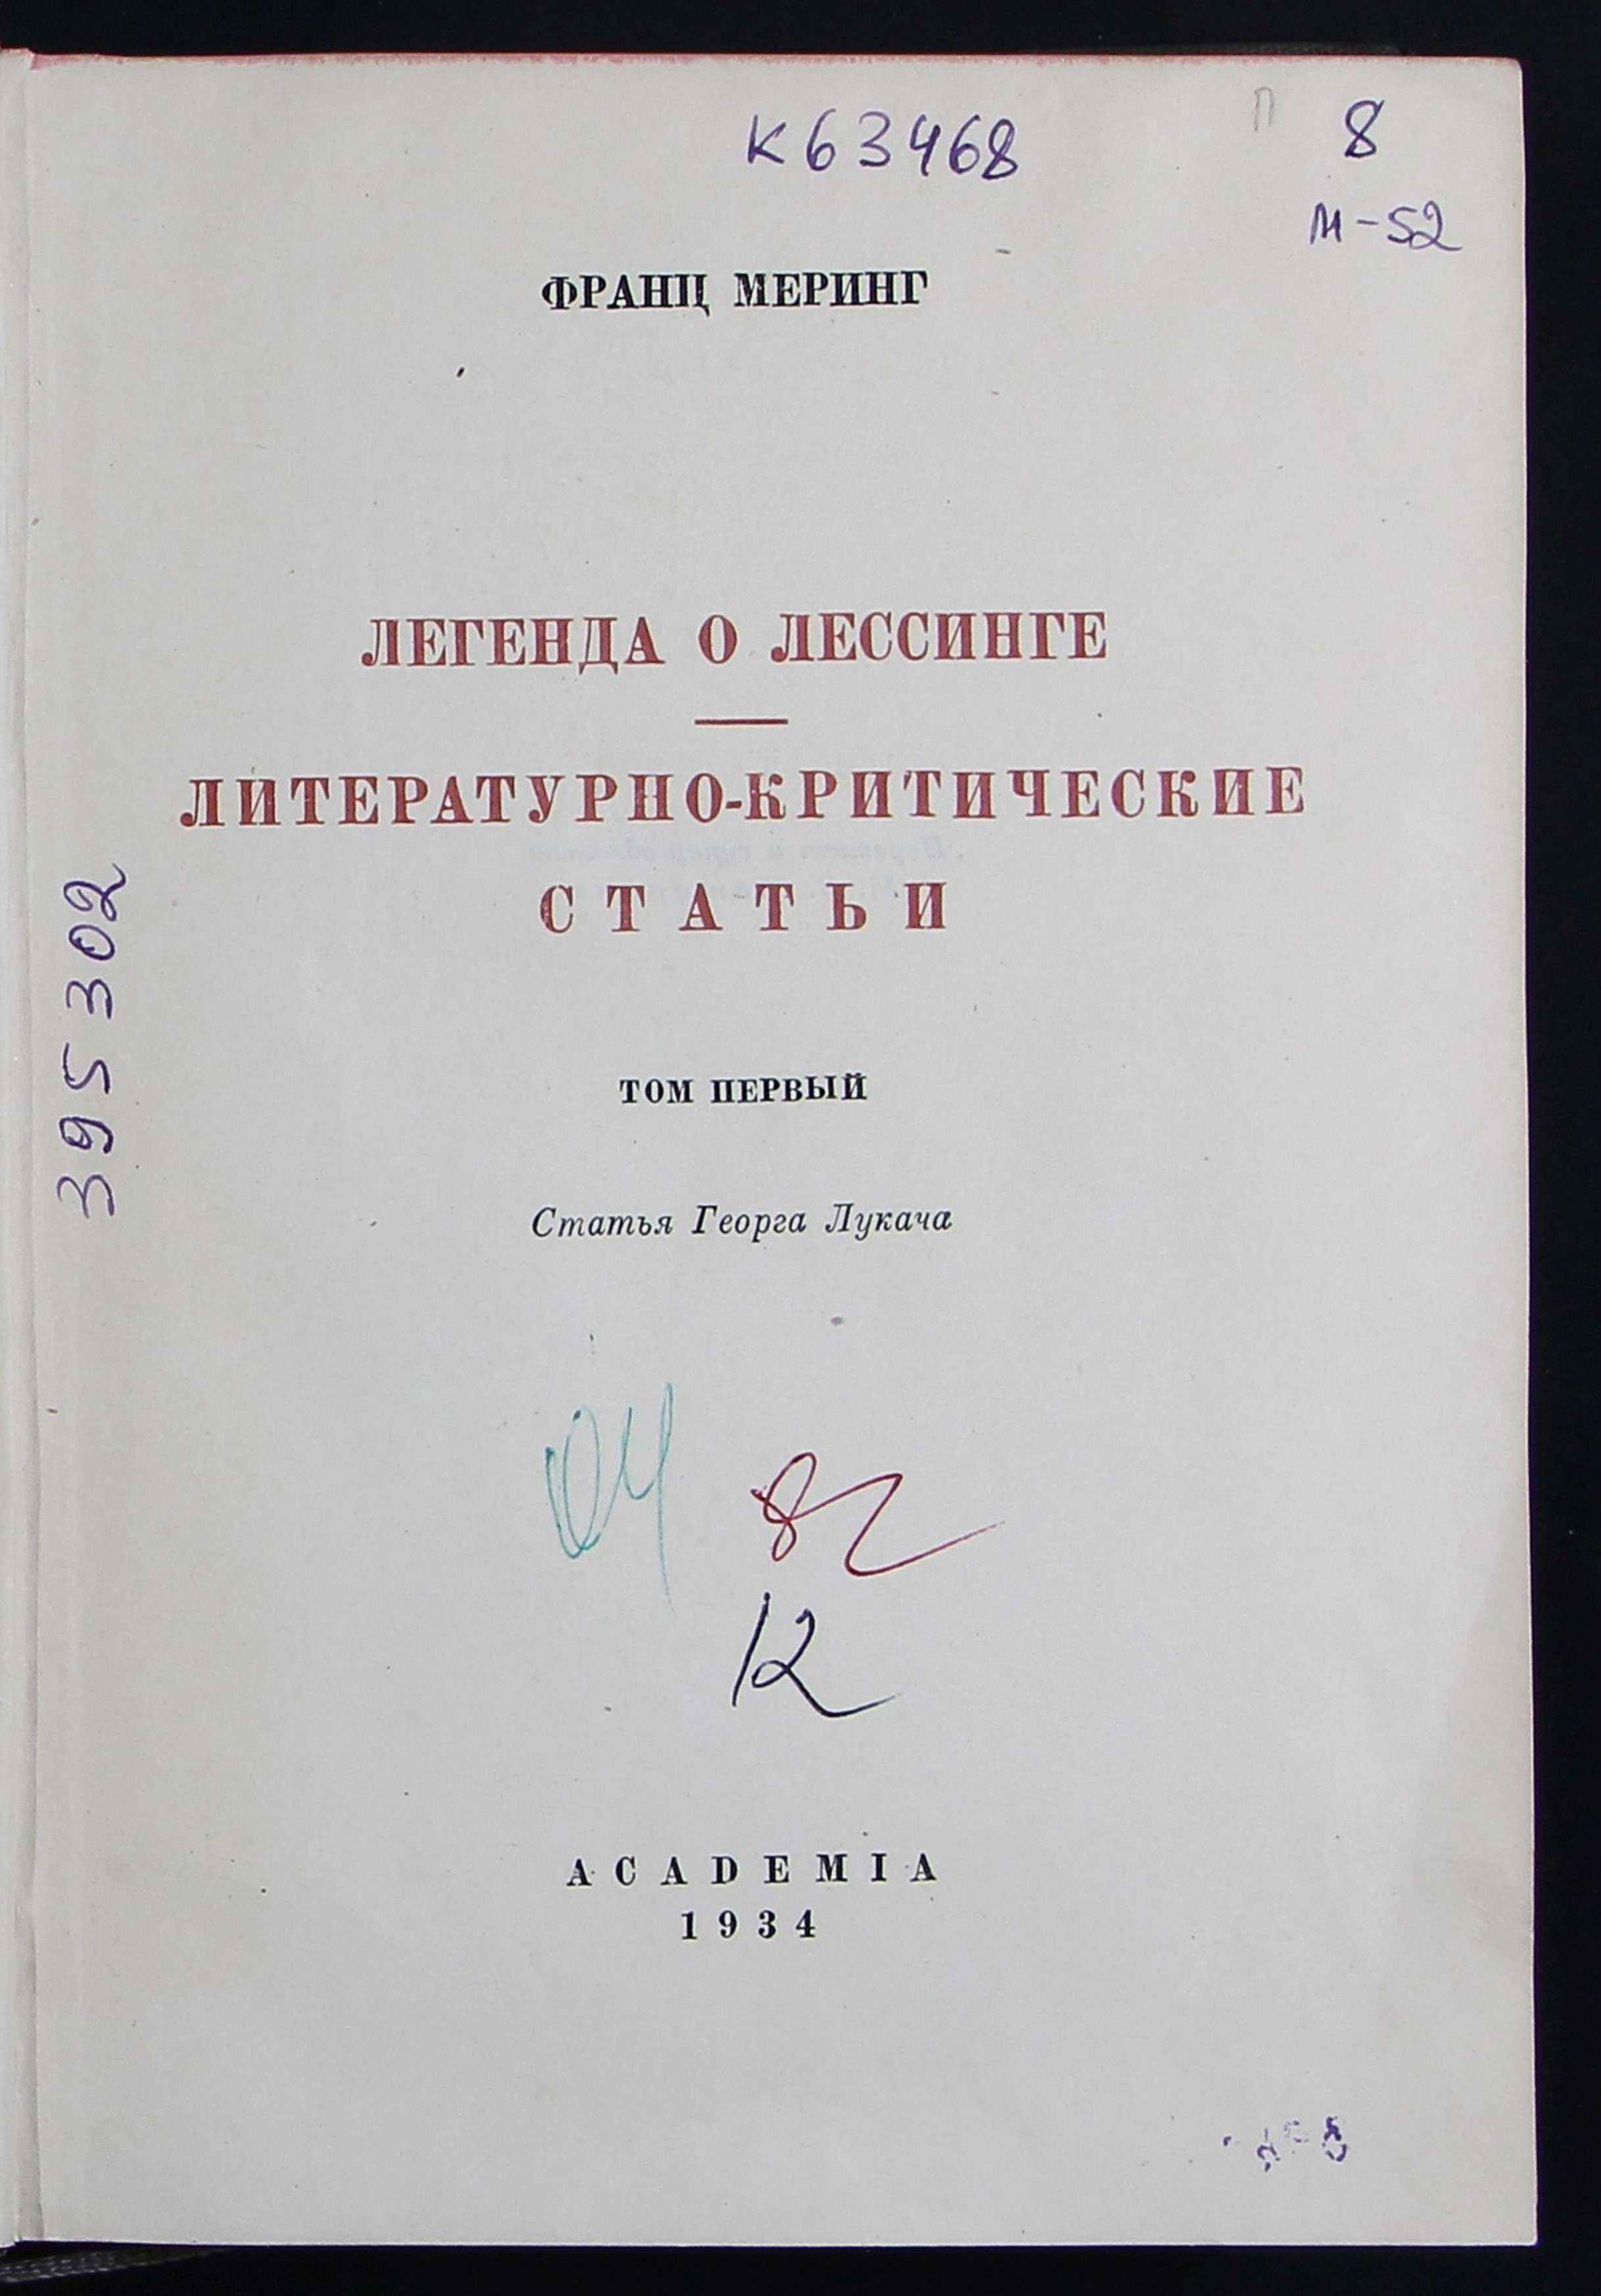 К63468
П 8
М-52
ФРАНЦ МЕРИНГ
ЛЕГЕНДА О ЛЕССИНГЕ
ЛИТЕРАТУРНО-КРИТИЧЕСКИЕ
СТАТЬИ
395302
ТОМ ПЕРВЫЙ
Статья Георга Лукача
04
82
12
ACADEMIA
1934